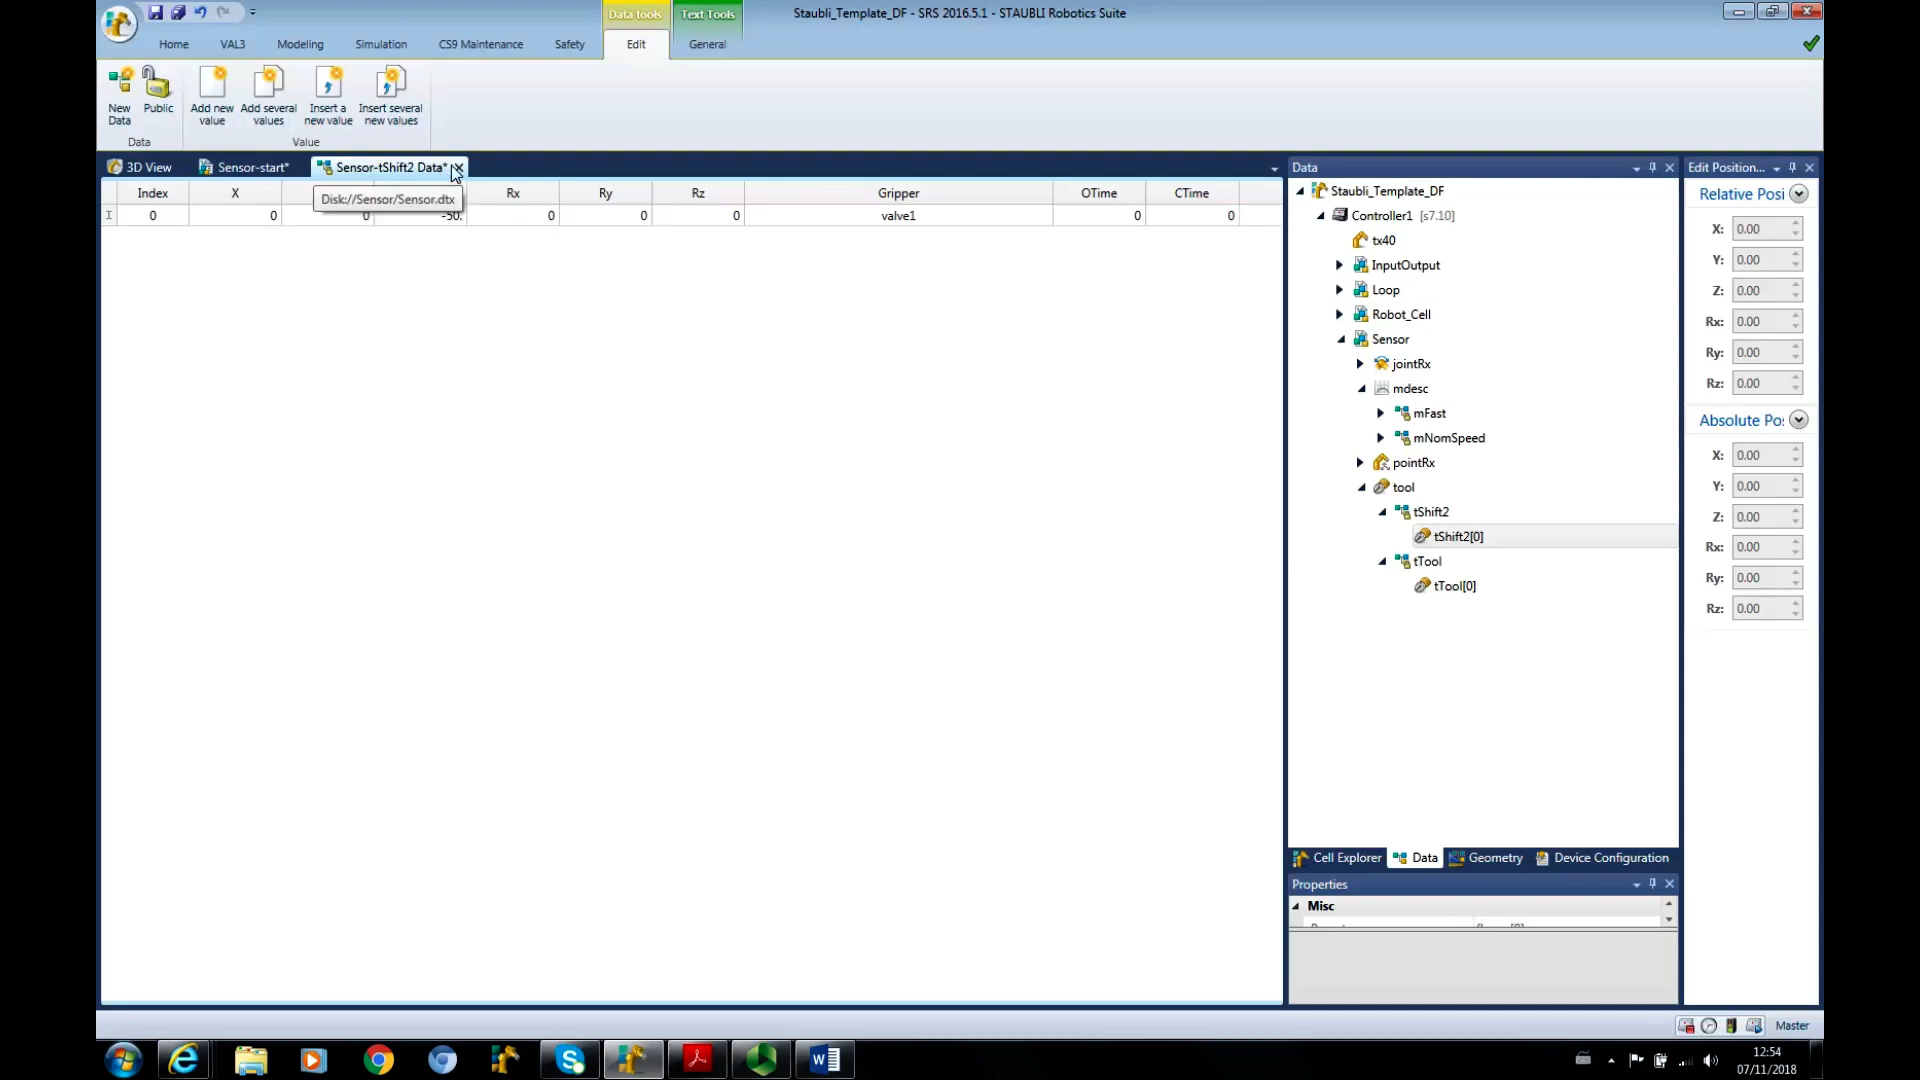 Data tools Text Tools Staubli_Template_DF - SRS 2016.5.1 - STAUBLI Robotics Suite
Home VAL3 Modeling Simulation CS9 Maintenance Safety Edit General
New Data Public Add new value Add several values Insert a new value Insert several new values
Data Value
3D View Sensor-start* Sensor-tShift2 Data*
Index X Rx Ry Rz Gripper OTime CTime
Disk://Sensor/Sensor.dtx
0 0 0 -50. 0 0 0 valve1 0 0
Data
Staubli_Template_DF
Controller1 [s7.10]
tx40
InputOutput
Loop
Robot_Cell
Sensor
jointRx
mdesc
mFast
mNomSpeed
pointRx
tool
tShift2
tShift2[0]
tTool
tTool[0]
Cell Explorer Data Geometry Device Configuration
Properties
Misc
Edit Position...
Relative Posi
X: 0.00
Y: 0.00
Z: 0.00
Rx: 0.00
Ry: 0.00
Rz: 0.00
Absolute Po:
X: 0.00
Y: 0.00
Z: 0.00
Rx: 0.00
Ry: 0.00
Rz: 0.00
Master
12:54
07/11/2018